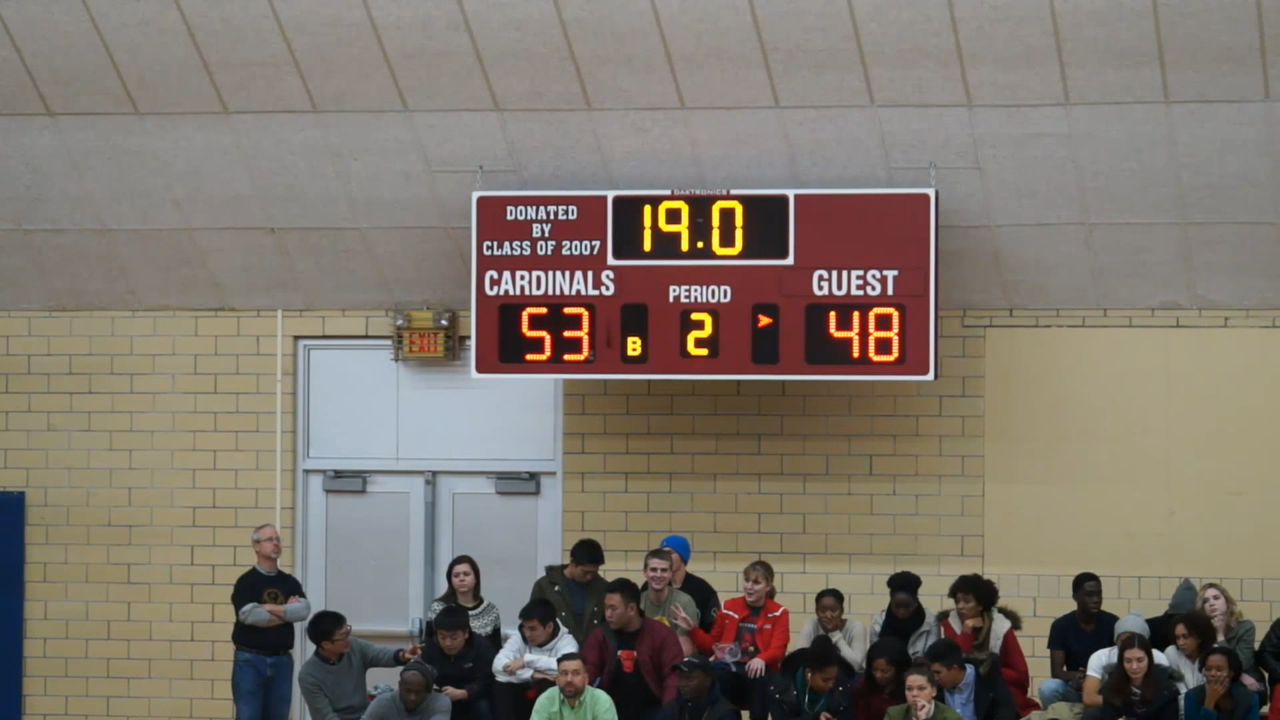 DAKTRONICS
DONATED
BY
CLASS OF 2007
19.0
CARDINALS
PERIOD
GUEST
53
B
2
48
EXIT